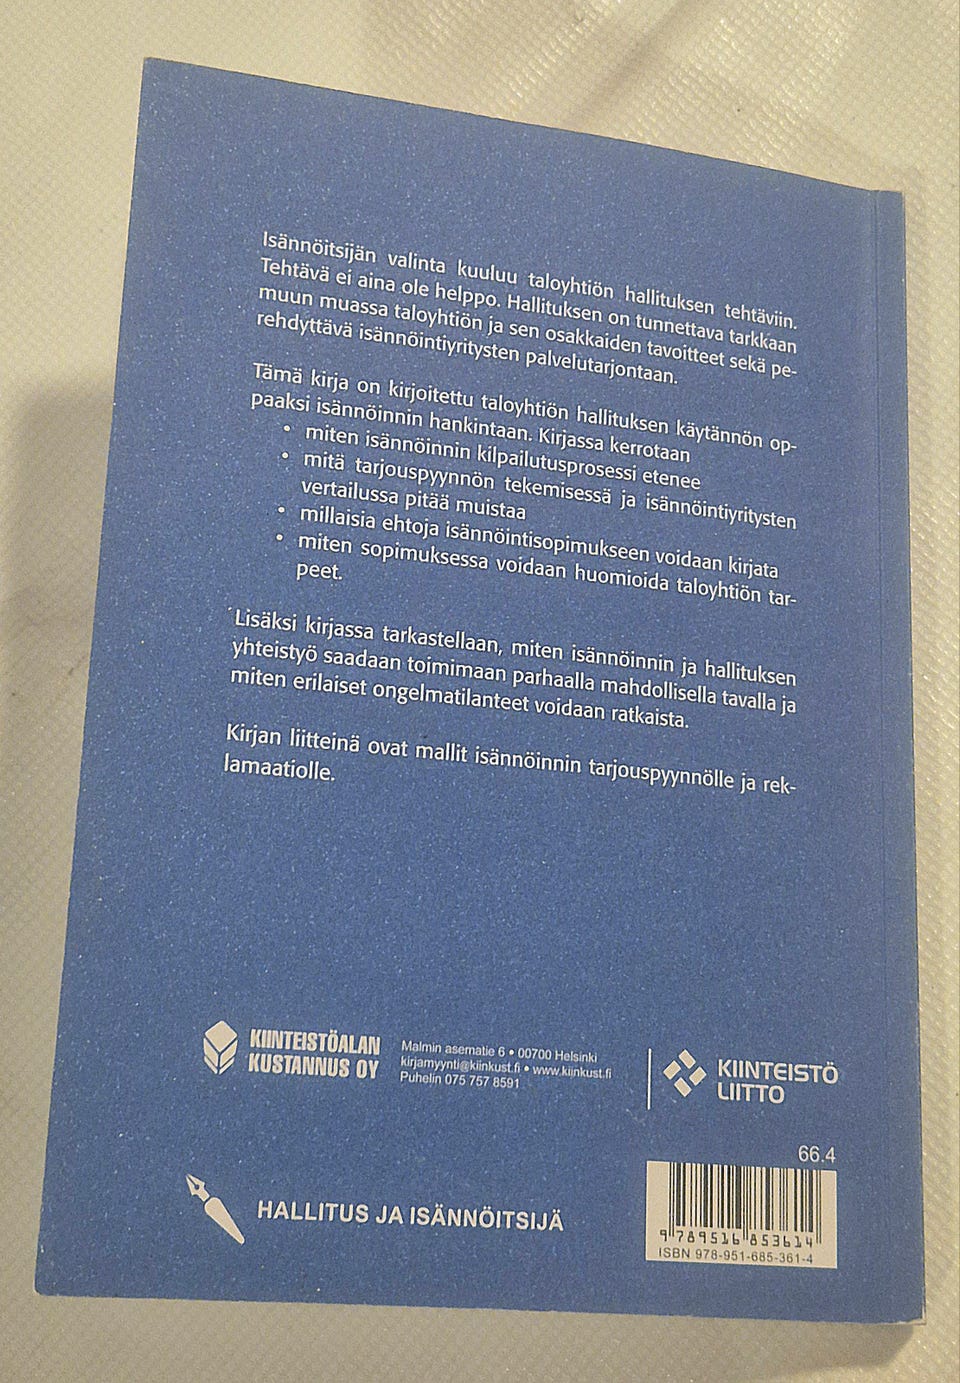 Isännöitsijän valinta kuuluu taloyhtiön hallituksen tehtäviin.
Tehtävä ei aina ole helppo. Hallituksen on tunnettava tarkkaan
muun muassa taloyhtiön ja sen osakkaiden tavoitteet sekä pe-
rehdyttävä isännöintiyritysten palvelutarjontaan.
Tämä kirja on kirjoitettu taloyhtiön hallituksen käytännön op-
paaksi isännöinnin hankintaan. Kirjassa kerrotaan
• miten isännöinnin kilpailutusprosessi etenee
• mitä tarjouspyynnön tekemisessä ja isännöintiyritysten
vertailussa pitää muistaa
• millaisia ehtoja isännöintisopimukseen voidaan kirjata
• miten sopimuksessa voidaan huomioida taloyhtiön tar-
peet.
Lisäksi kirjassa tarkastellaan, miten isännöinnin ja hallituksen
yhteistyö saadaan toimimaan parhaalla mahdollisella tavalla ja
miten erilaiset ongelmatilanteet voidaan ratkaista.
Kirjan liitteinä ovat mallit isännöinnin tarjouspyynnölle ja rek-
lamaatiolle.
KIINTEISTÖALAN
KUSTANNUS OY
Malmin asematie 6 • 00700 Helsinki
kirjamyynti@kiinkust.fi • www.kiinkust.fi
Puhelin 075 757 8591
KIINTEISTÖ
LIITTO
66.4
HALLITUS JA ISÄNNÖITSIJÄ
9 789516 853614
ISBN 978-951-685-361-4